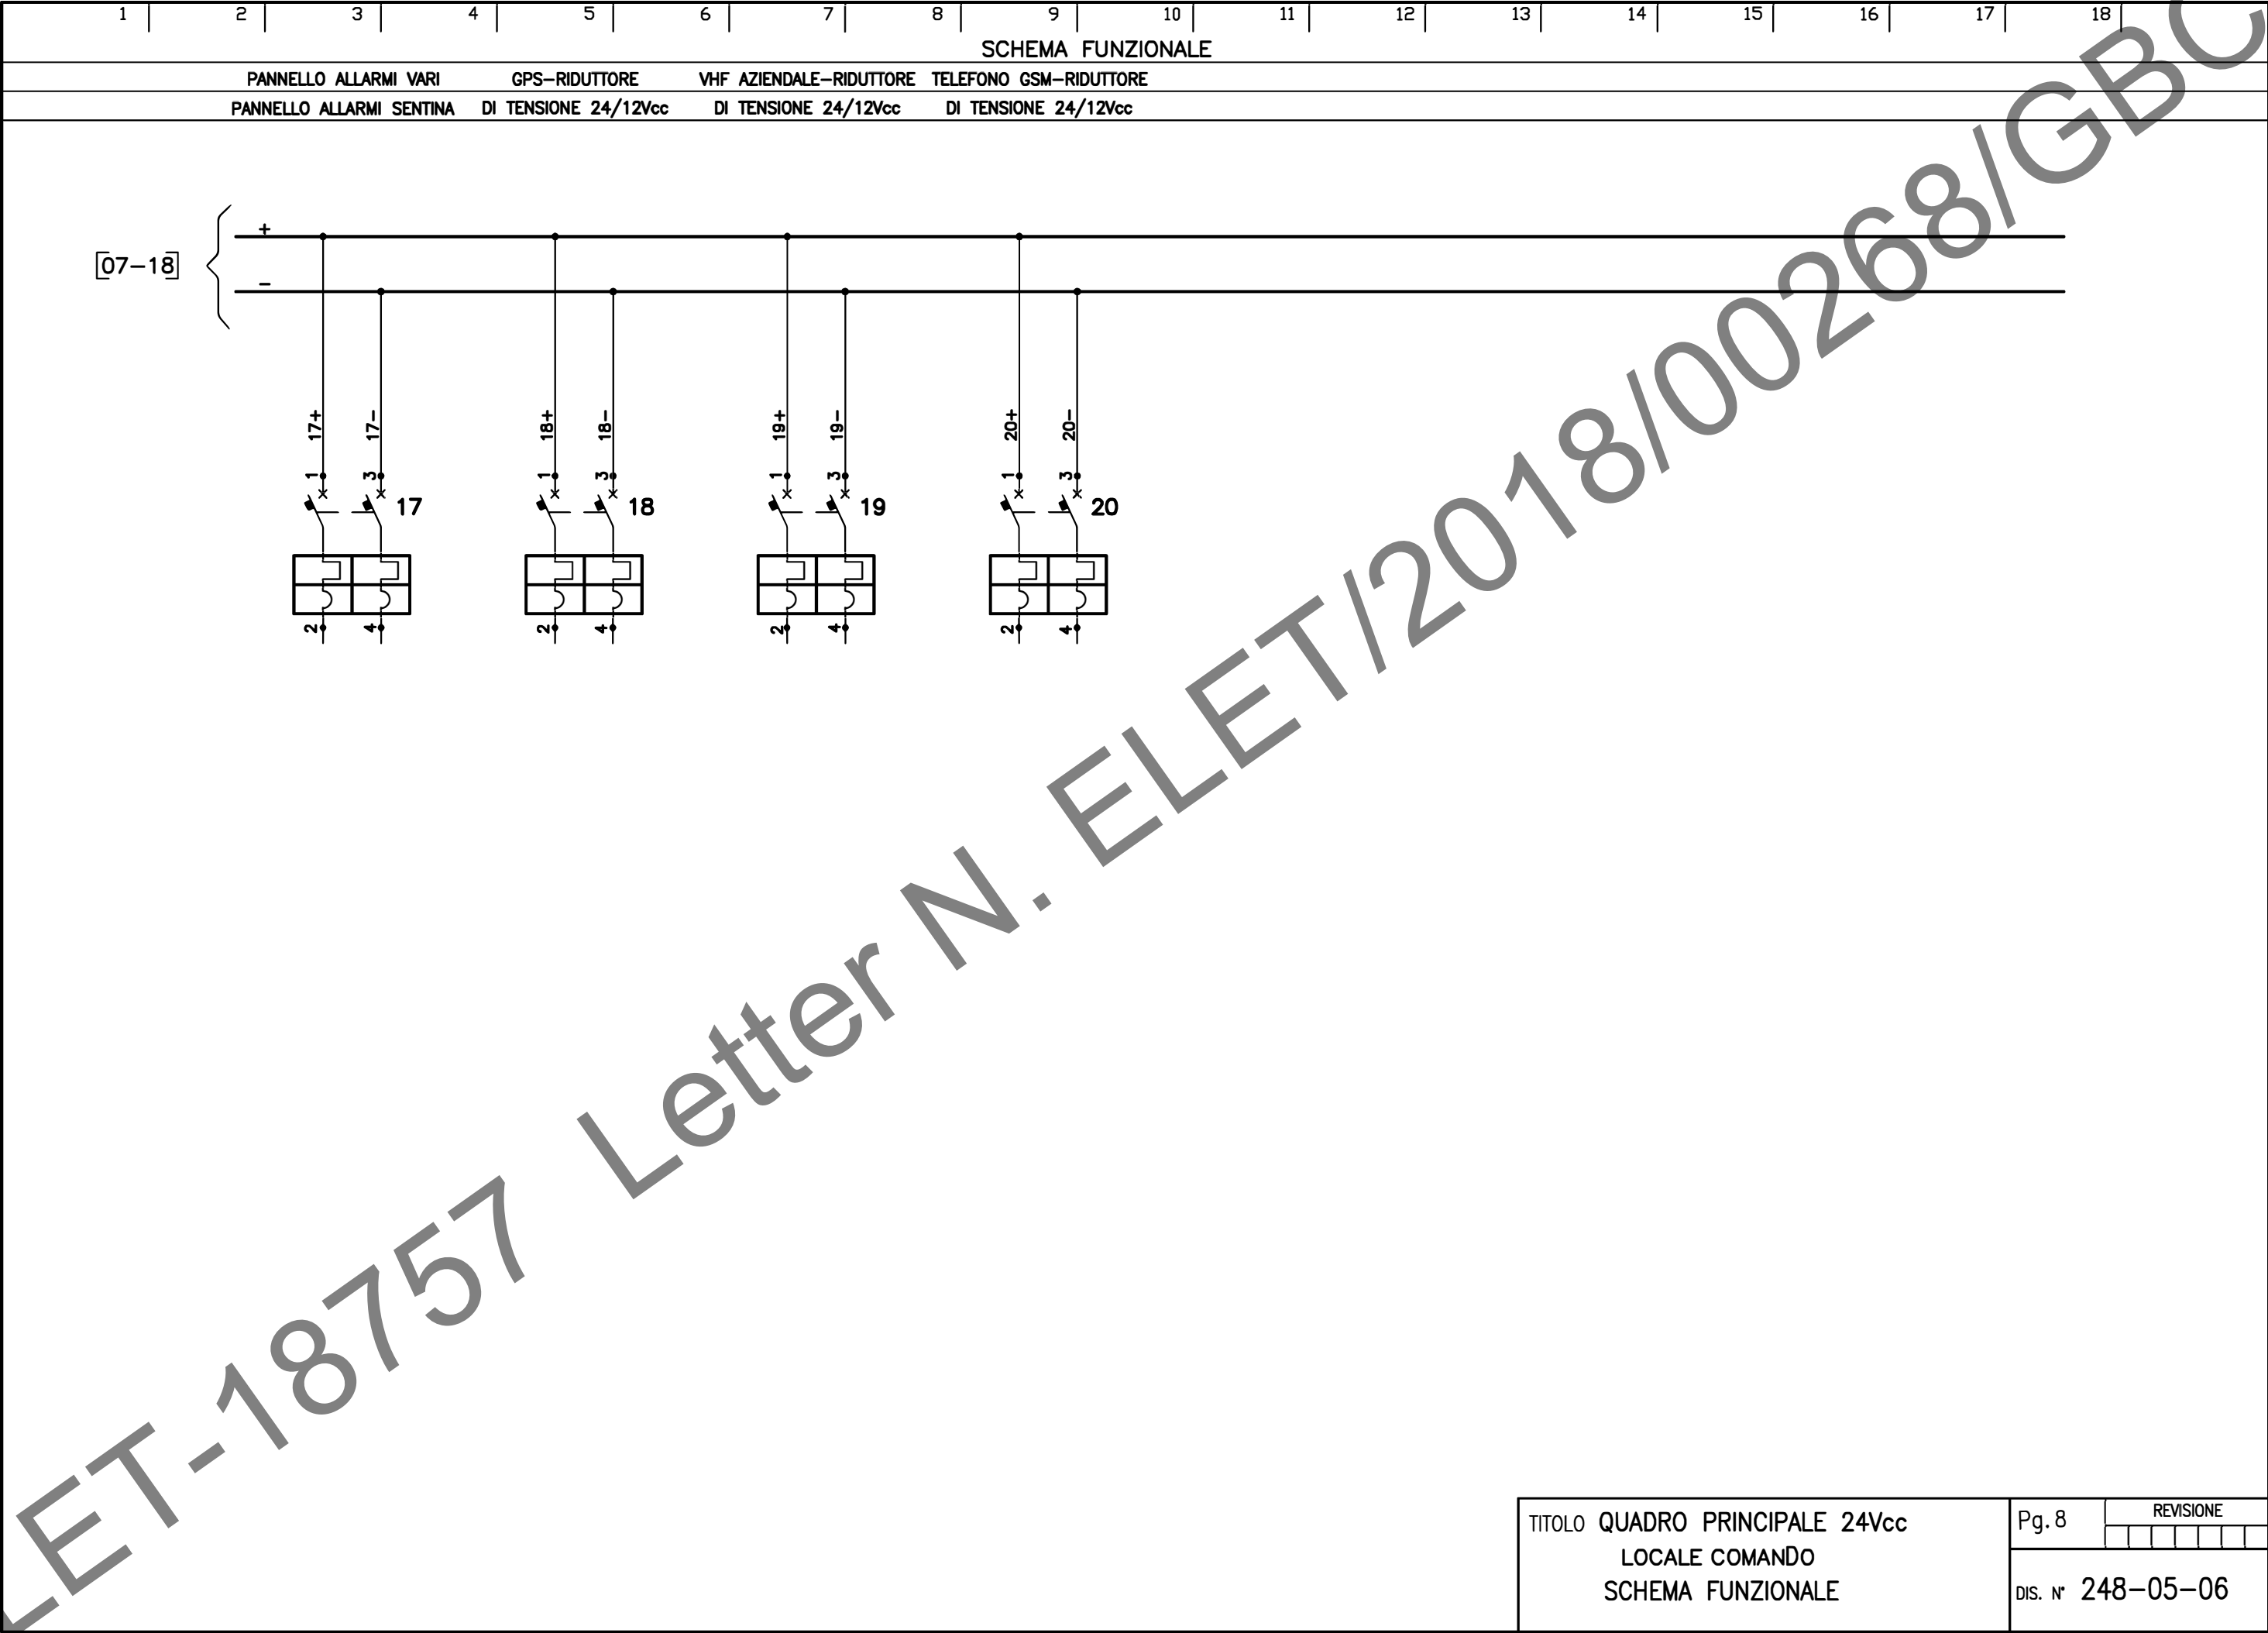 1 2 3 4 5 6 7 8 9 10 11 12 13 14 15 16 17 18
SCHEMA FUNZIONALE
PANNELLO ALLARMI VARI GPS-RIDUTTORE VHF AZIENDALE-RIDUTTORE TELEFONO GSM-RIDUTTORE
PANNELLO ALLARMI SENTINA DI TENSIONE 24/12Vcc DI TENSIONE 24/12Vcc DI TENSIONE 24/12Vcc
+
[07-18]
-
17+ 17- 18+ 18- 19+ 19- 20+ 20-
1 3 1 3 1 3 1 3
17 18 19 20
2 4 2 4 2 4 2 4
LET-18757 Letter N. ELET/2018/00268/GBC
TITOLO QUADRO PRINCIPALE 24Vcc
LOCALE COMANDO
SCHEMA FUNZIONALE
Pg. 8 REVISIONE
DIS. N° 248-05-06